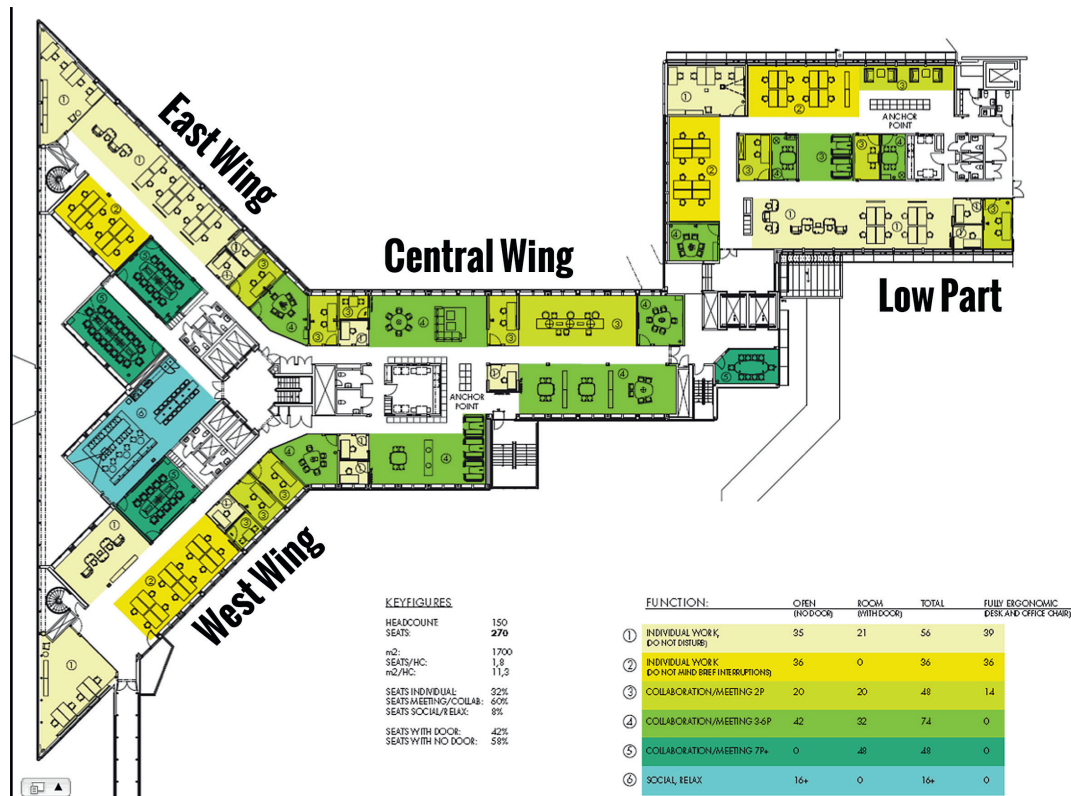 East Wing
Central Wing
Low Part
West Wing
ANCHOR
POINT
ANCHOR
POINT
KEYFIGURES
HEADCOUNT 150
SEATS: 270
m2: 1700
SEATS/HC: 1,8
m2/HC: 11,3
SEATS INDIVIDUAL: 32%
SEATS MEETING/COLLAB: 60%
SEATS SOCIAL/RELAX: 8%
SEATS WITH DOOR: 42%
SEATS WITH NO DOOR: 58%
FUNCTION: OPEN ROOM TOTAL FULLY ERGONOMIC
(NO DOOR) (WITH DOOR) (DESK AND OFFICE CHAIR)
1 INDIVIDUAL WORK, 35 21 56 39
(DO NOT DISTURB)
2 INDIVIDUAL WORK 36 0 36 36
(DO NOT MIND BRIEF INTERRUPTIONS)
3 COLLABORATION/MEETING 2P 20 20 48 14
4 COLLABORATION/MEETING 3-6P 42 32 74 0
5 COLLABORATION/MEETING 7P+ 0 48 48 0
6 SOCIAL, RELAX 16+ 0 16+ 0